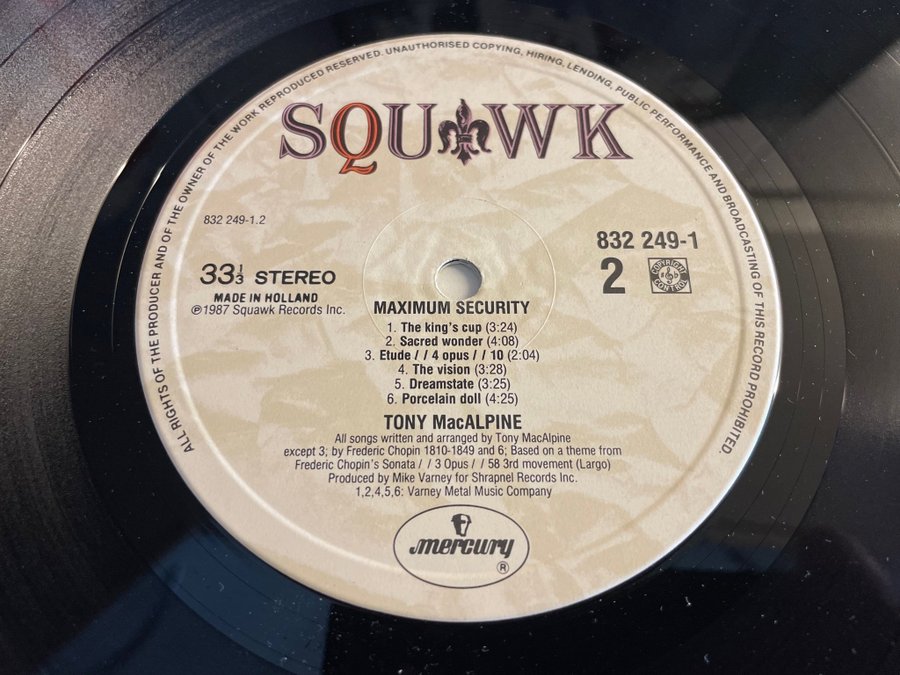 ALL RIGHTS OF THE PRODUCER AND OF THE OWNER OF THE WORK REPRODUCED RESERVED. UNAUTHORISED COPYING, HIRING, LENDING, PUBLIC PERFORMANCE AND BROADCASTING OF THIS RECORD PROHIBITED.
SQUAWK
832 249-1.2
832 249-1
33⅓ STEREO
2
COPYRIGHT CONTROL
MADE IN HOLLAND
℗1987 Squawk Records Inc.
MAXIMUM SECURITY
1. The king's cup (3:24)
2. Sacred wonder (4:08)
3. Etude / / 4 opus / / 10 (2:04)
4. The vision (3:28)
5. Dreamstate (3:25)
6. Porcelain doll (4:25)
TONY MacALPINE
All songs written and arranged by Tony MacAlpine
except 3; by Frederic Chopin 1810-1849 and 6; Based on a theme from
Frederic Chopin's Sonata / / 3 Opus / / 58 3rd movement (Largo)
Produced by Mike Varney for Shrapnel Records Inc.
1,2,4,5,6: Varney Metal Music Company
mercury
®